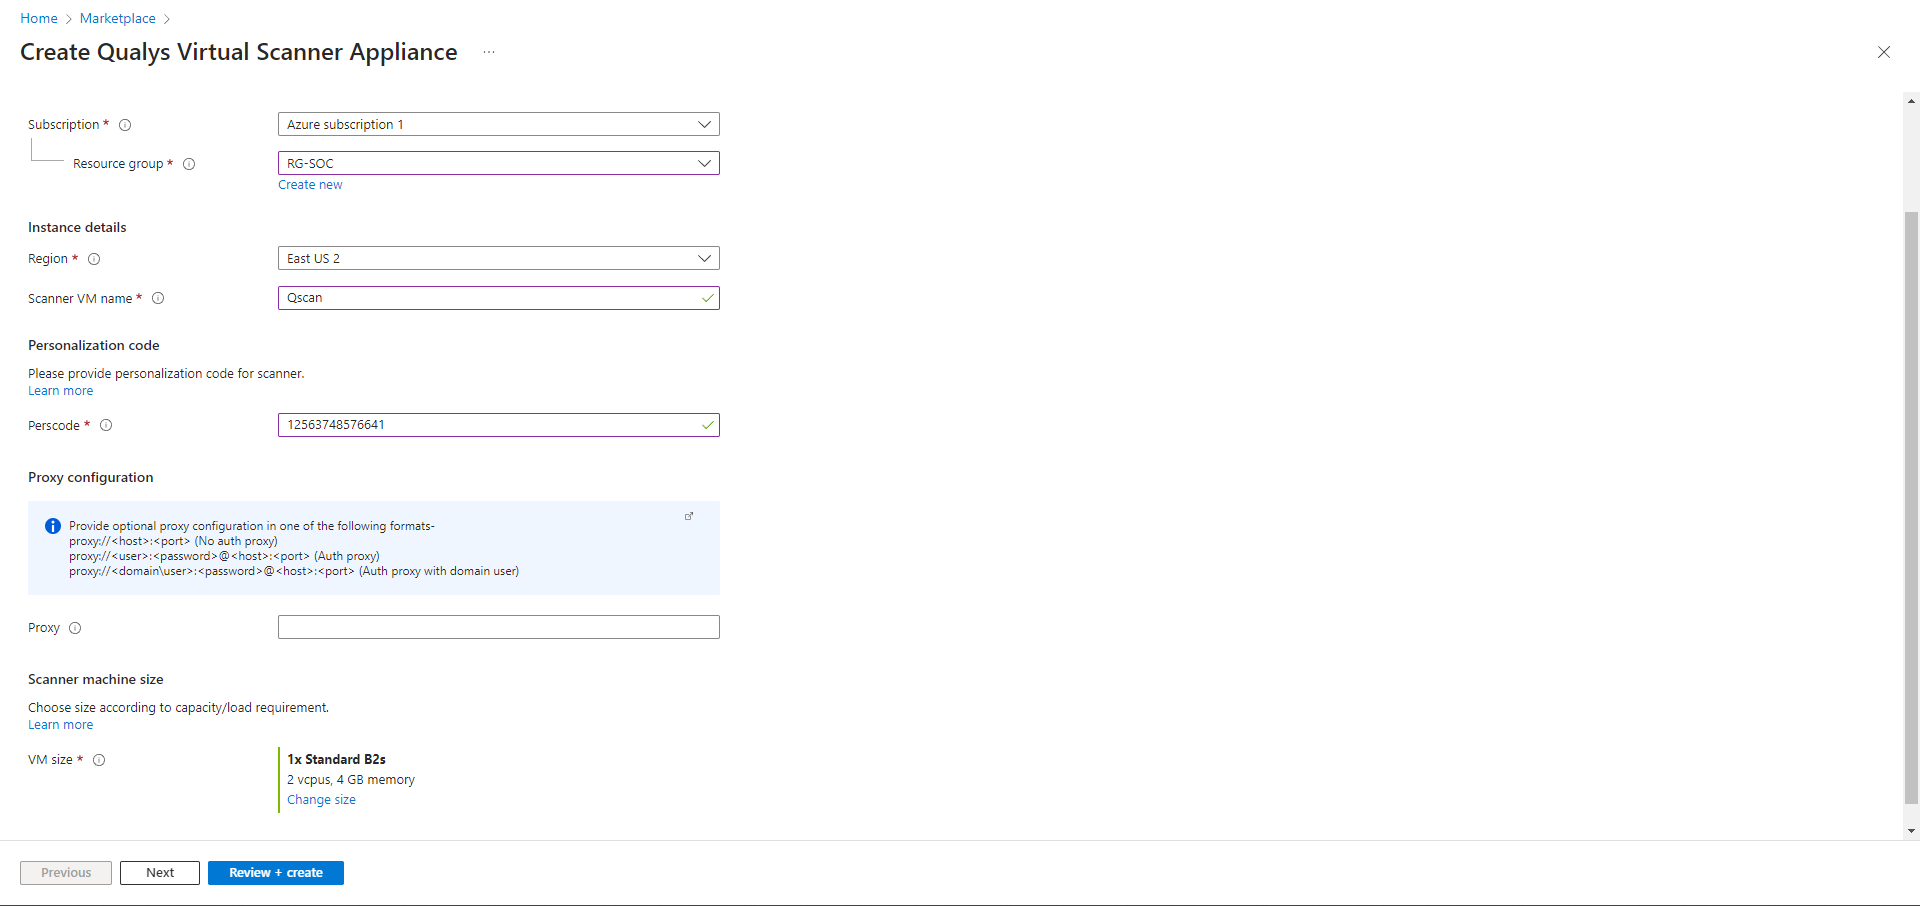 Home > Marketplace >
Create Qualys Virtual Scanner Appliance ...
Subscription * Azure subscription 1
Resource group * RG-SOC
Create new
Instance details
Region * East US 2
Scanner VM name * Qscan
Personalization code
Please provide personalization code for scanner.
Learn more
Perscode * 12563748576641
Proxy configuration
Provide optional proxy configuration in one of the following formats-
proxy://<host>:<port> (No auth proxy)
proxy://<user>:<password>@<host>:<port> (Auth proxy)
proxy://<domain\user>:<password>@<host>:<port> (Auth proxy with domain user)
Proxy
Scanner machine size
Choose size according to capacity/load requirement.
Learn more
VM size * 1x Standard B2s
2 vcpus, 4 GB memory
Change size
Previous Next Review + create